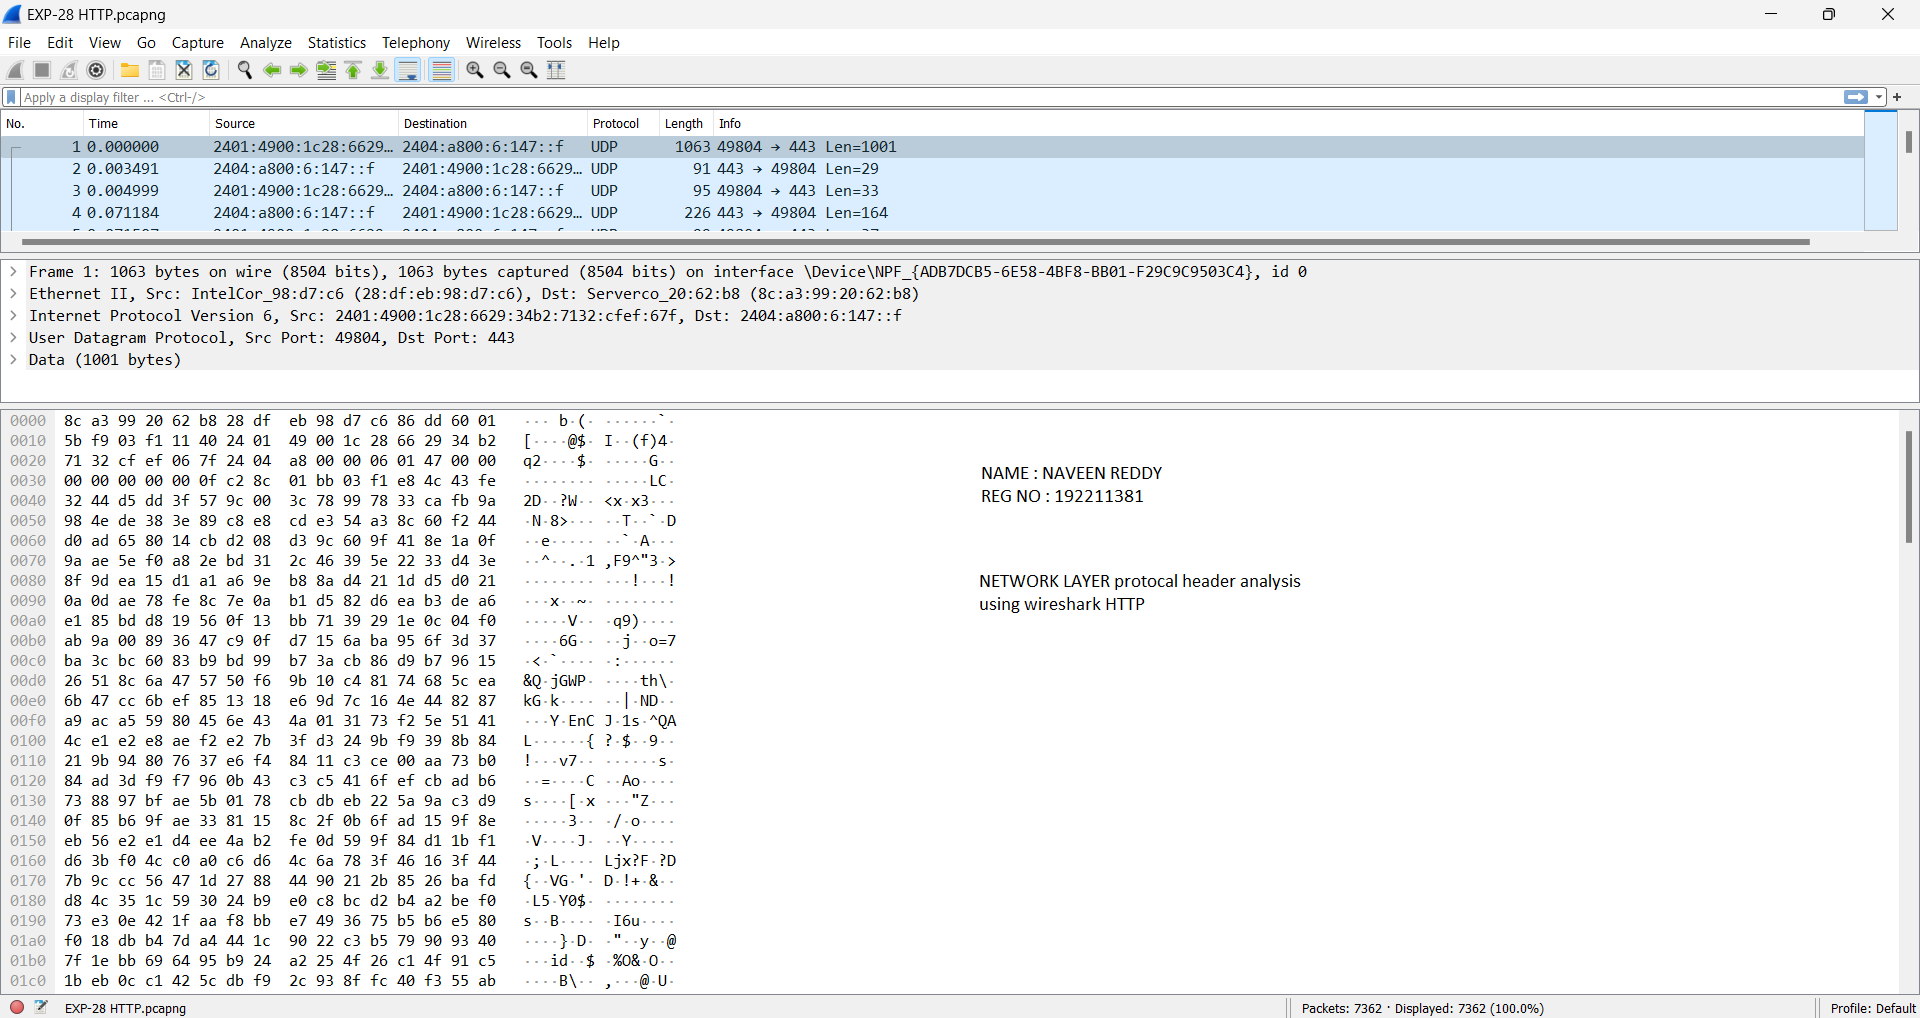 EXP-28 HTTP.pcapng
File Edit View Go Capture Analyze Statistics Telephony Wireless Tools Help
Apply a display filter ... <Ctrl-/>
No. Time Source Destination Protocol Length Info
1 0.000000 2401:4900:1c28:6629… 2404:a800:6:147::f UDP 1063 49804 → 443 Len=1001
2 0.003491 2404:a800:6:147::f 2401:4900:1c28:6629… UDP 91 443 → 49804 Len=29
3 0.004999 2401:4900:1c28:6629… 2404:a800:6:147::f UDP 95 49804 → 443 Len=33
4 0.071184 2404:a800:6:147::f 2401:4900:1c28:6629… UDP 226 443 → 49804 Len=164
Frame 1: 1063 bytes on wire (8504 bits), 1063 bytes captured (8504 bits) on interface \Device\NPF_{ADB7DCB5-6E58-4BF8-BB01-F29C9C9503C4}, id 0
Ethernet II, Src: IntelCor_98:d7:c6 (28:df:eb:98:d7:c6), Dst: Serverco_20:62:b8 (8c:a3:99:20:62:b8)
Internet Protocol Version 6, Src: 2401:4900:1c28:6629:34b2:7132:cfef:67f, Dst: 2404:a800:6:147::f
User Datagram Protocol, Src Port: 49804, Dst Port: 443
Data (1001 bytes)
0000 8c a3 99 20 62 b8 28 df eb 98 d7 c6 86 dd 60 01 ··· b·(· ······`·
0010 5b f9 03 f1 11 40 24 01 49 00 1c 28 66 29 34 b2 [····@$· I··(f)4·
0020 71 32 cf ef 06 7f 24 04 a8 00 00 06 01 47 00 00 q2····$· ·····G··
0030 00 00 00 00 00 0f c2 8c 01 bb 03 f1 e8 4c 43 fe ········ ·····LC·
0040 32 44 d5 dd 3f 57 9c 00 3c 78 99 78 33 ca fb 9a 2D··?W·· <x·x3···
0050 98 4e de 38 3e 89 c8 e8 cd e3 54 a3 8c 60 f2 44 ·N·8>··· ··T··`·D
0060 d0 ad 65 80 14 cb d2 08 d3 9c 60 9f 41 8e 1a 0f ··e····· ··`·A···
0070 9a ae 5e f0 a8 2e bd 31 2c 46 39 5e 22 33 d4 3e ··^··.·1 ,F9^"3·>
0080 8f 9d ea 15 d1 a1 a6 9e b8 8a d4 21 1d d5 d0 21 ········ ···!···!
0090 0a 0d ae 78 fe 8c 7e 0a b1 d5 82 d6 ea b3 de a6 ···x··~· ········
00a0 e1 85 bd d8 19 56 0f 13 bb 71 39 29 1e 0c 04 f0 ·····V·· ·q9)····
00b0 ab 9a 00 89 36 47 c9 0f d7 15 6a ba 95 6f 3d 37 ····6G·· ··j··o=7
00c0 ba 3c bc 60 83 b9 bd 99 b7 3a cb 86 d9 b7 96 15 ·<·`···· ·:······
00d0 26 51 8c 6a 47 57 50 f6 9b 10 c4 81 74 68 5c ea &Q·jGWP· ····th\·
00e0 6b 47 cc 6b ef 85 13 18 e6 9d 7c 16 4e 44 82 87 kG·k···· ··|·ND··
00f0 a9 ac a5 59 80 45 6e 43 4a 01 31 73 f2 5e 51 41 ···Y·EnC J·1s·^QA
0100 4c e1 e2 e8 ae f2 e2 7b 3f d3 24 9b f9 39 8b 84 L······{ ?·$··9··
0110 21 9b 94 80 76 37 e6 f4 84 11 c3 ce 00 aa 73 b0 !···v7·· ······s·
0120 84 ad 3d f9 f7 96 0b 43 c3 c5 41 6f ef cb ad b6 ··=····C ··Ao····
0130 73 88 97 bf ae 5b 01 78 cb db eb 22 5a 9a c3 d9 s····[·x ···"Z···
0140 0f 85 b6 9f ae 33 81 15 8c 2f 0b 6f ad 15 9f 8e ·····3·· ·/·o····
0150 eb 56 e2 e1 d4 ee 4a b2 fe 0d 59 9f 84 d1 1b f1 ·V····J· ··Y·····
0160 d6 3b f0 4c c0 a0 c6 d6 4c 6a 78 3f 46 16 3f 44 ·;·L···· Ljx?F·?D
0170 7b 9c cc 56 47 1d 27 88 44 90 21 2b 85 26 ba fd {··VG·'· D·!+·&··
0180 d8 4c 35 1c 59 30 24 b9 e0 c8 bc d2 b4 a2 be f0 ·L5·Y0$· ········
0190 73 e3 0e 42 1f aa f8 bb e7 49 36 75 b5 b6 e5 80 s··B···· ·I6u····
01a0 f0 18 db b4 7d a4 44 1c 90 22 c3 b5 79 90 93 40 ····}·D· ·"··y··@
01b0 7f 1e bb 69 64 95 b9 24 a2 25 4f 26 c1 4f 91 c5 ···id··$ ·%O&·O··
01c0 1b eb 0c c1 42 5c db f9 2c 93 8f fc 40 f3 55 ab ····B\·· ,···@·U·
NAME : NAVEEN REDDY
REG NO : 192211381
NETWORK LAYER protocal header analysis
using wireshark HTTP
EXP-28 HTTP.pcapng
Packets: 7362 · Displayed: 7362 (100.0%)
Profile: Default